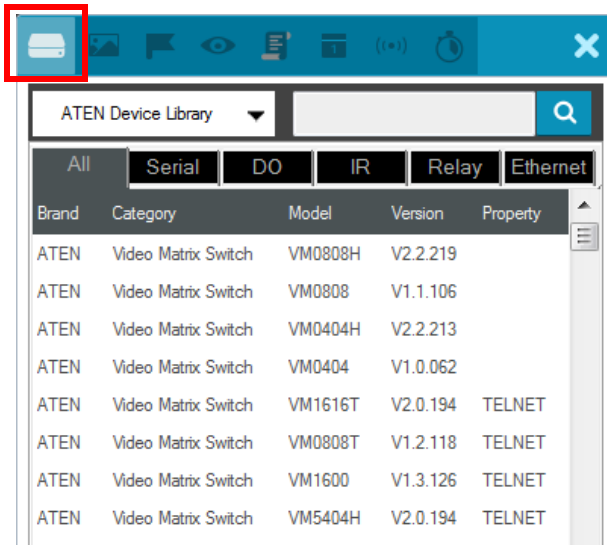 1
ATEN Device Library
All Serial DO IR Relay Ethernet
Brand Category Model Version Property
ATEN Video Matrix Switch VM0808H V2.2.219
ATEN Video Matrix Switch VM0808 V1.1.106
ATEN Video Matrix Switch VM0404H V2.2.213
ATEN Video Matrix Switch VM0404 V1.0.062
ATEN Video Matrix Switch VM1616T V2.0.194 TELNET
ATEN Video Matrix Switch VM0808T V1.2.118 TELNET
ATEN Video Matrix Switch VM1600 V1.3.126 TELNET
ATEN Video Matrix Switch VM5404H V2.0.194 TELNET